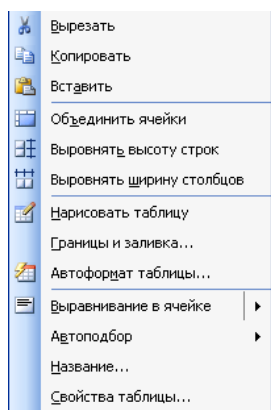 Вырезать
Копировать
Вставить
Объединить ячейки
Выровнять высоту строк
Выровнять ширину столбцов
Нарисовать таблицу
Границы и заливка...
Автоформат таблицы...
Выравнивание в ячейке
Автоподбор
Название...
Свойства таблицы...